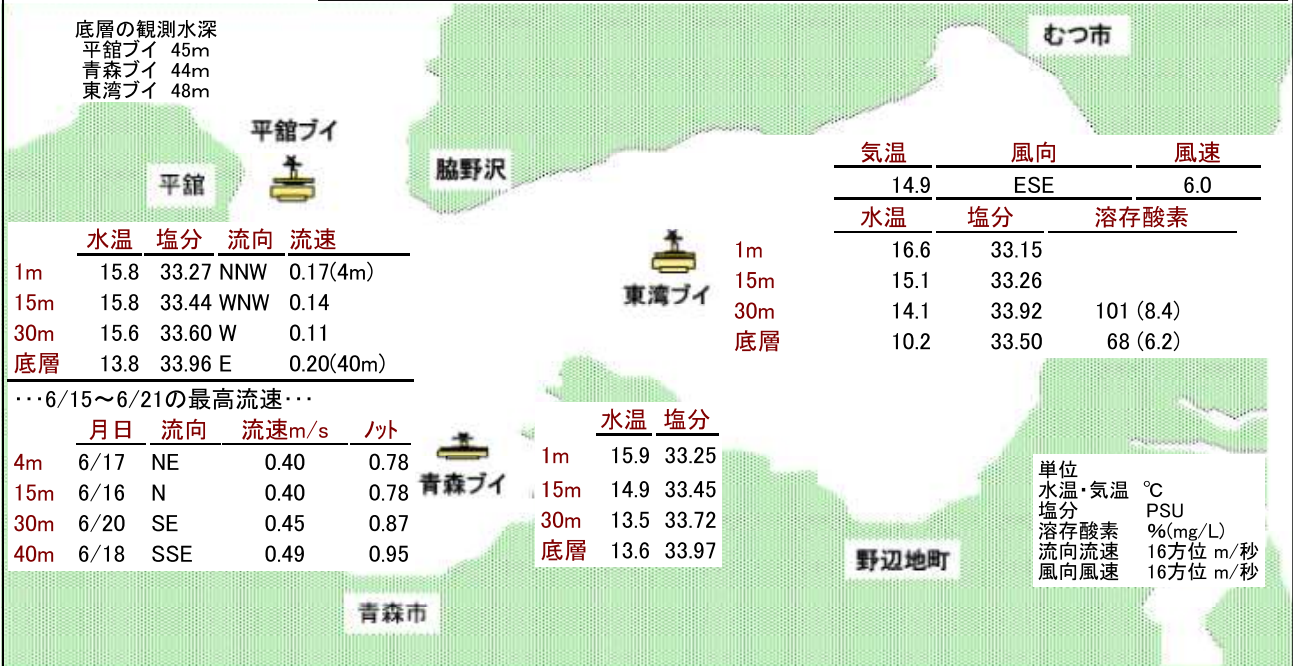 底層の観測水深
平舘ブイ 45m
青森ブイ 44m
東湾ブイ 48m
むつ市
平舘ブイ
平舘
脇野沢
気温 風向 風速
14.9 ESE 6.0
水温 塩分 溶存酸素
1m 16.6 33.15
15m 15.1 33.26
30m 14.1 33.92 101 (8.4)
底層 10.2 33.50 68 (6.2)
東湾ブイ
水温 塩分 流向 流速
1m 15.8 33.27 NNW 0.17(4m)
15m 15.8 33.44 WNW 0.14
30m 15.6 33.60 W 0.11
底層 13.8 33.96 E 0.20(40m)
･･･6/15～6/21の最高流速･･･
月日 流向 流速m/s ﾉｯﾄ
4m 6/17 NE 0.40 0.78
15m 6/16 N 0.40 0.78
30m 6/20 SE 0.45 0.87
40m 6/18 SSE 0.49 0.95
青森ブイ
水温 塩分
1m 15.9 33.25
15m 14.9 33.45
30m 13.5 33.72
底層 13.6 33.97
単位
水温・気温 ℃
塩分 PSU
溶存酸素 %(mg/L)
流向流速 16方位 m/秒
風向風速 16方位 m/秒
野辺地町
青森市